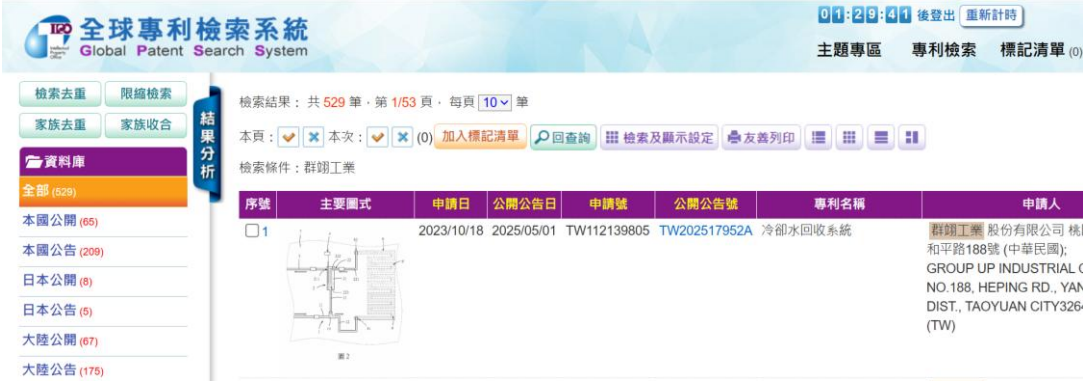 TIPO 全球專利檢索系統
Global Patent Search System
01:29:41 後登出 重新計時
主題專區 專利檢索 標記清單 (0)
檢索去重 限縮檢索
家族去重 家族收合
結果分析
資料庫
全部 (529)
本國公開 (65)
本國公告 (209)
日本公開 (8)
日本公告 (5)
大陸公開 (67)
大陸公告 (175)
檢索結果: 共 529 筆 · 第 1/53 頁 · 每頁 10 筆
本頁: 本次: (0) 加入標記清單 回查詢 檢索及顯示設定 友善列印
檢索條件:群翊工業
序號 主要圖式 申請日 公開公告日 申請號 公開公告號 專利名稱 申請人
1 2023/10/18 2025/05/01 TW112139805 TW202517952A 冷卻水回收系統 群翊工業 股份有限公司
和平路188號 (中華民國);
GROUP UP INDUSTRIAL
NO.188, HEPING RD.,
DIST., TAOYUAN CITY
(TW)
圖2